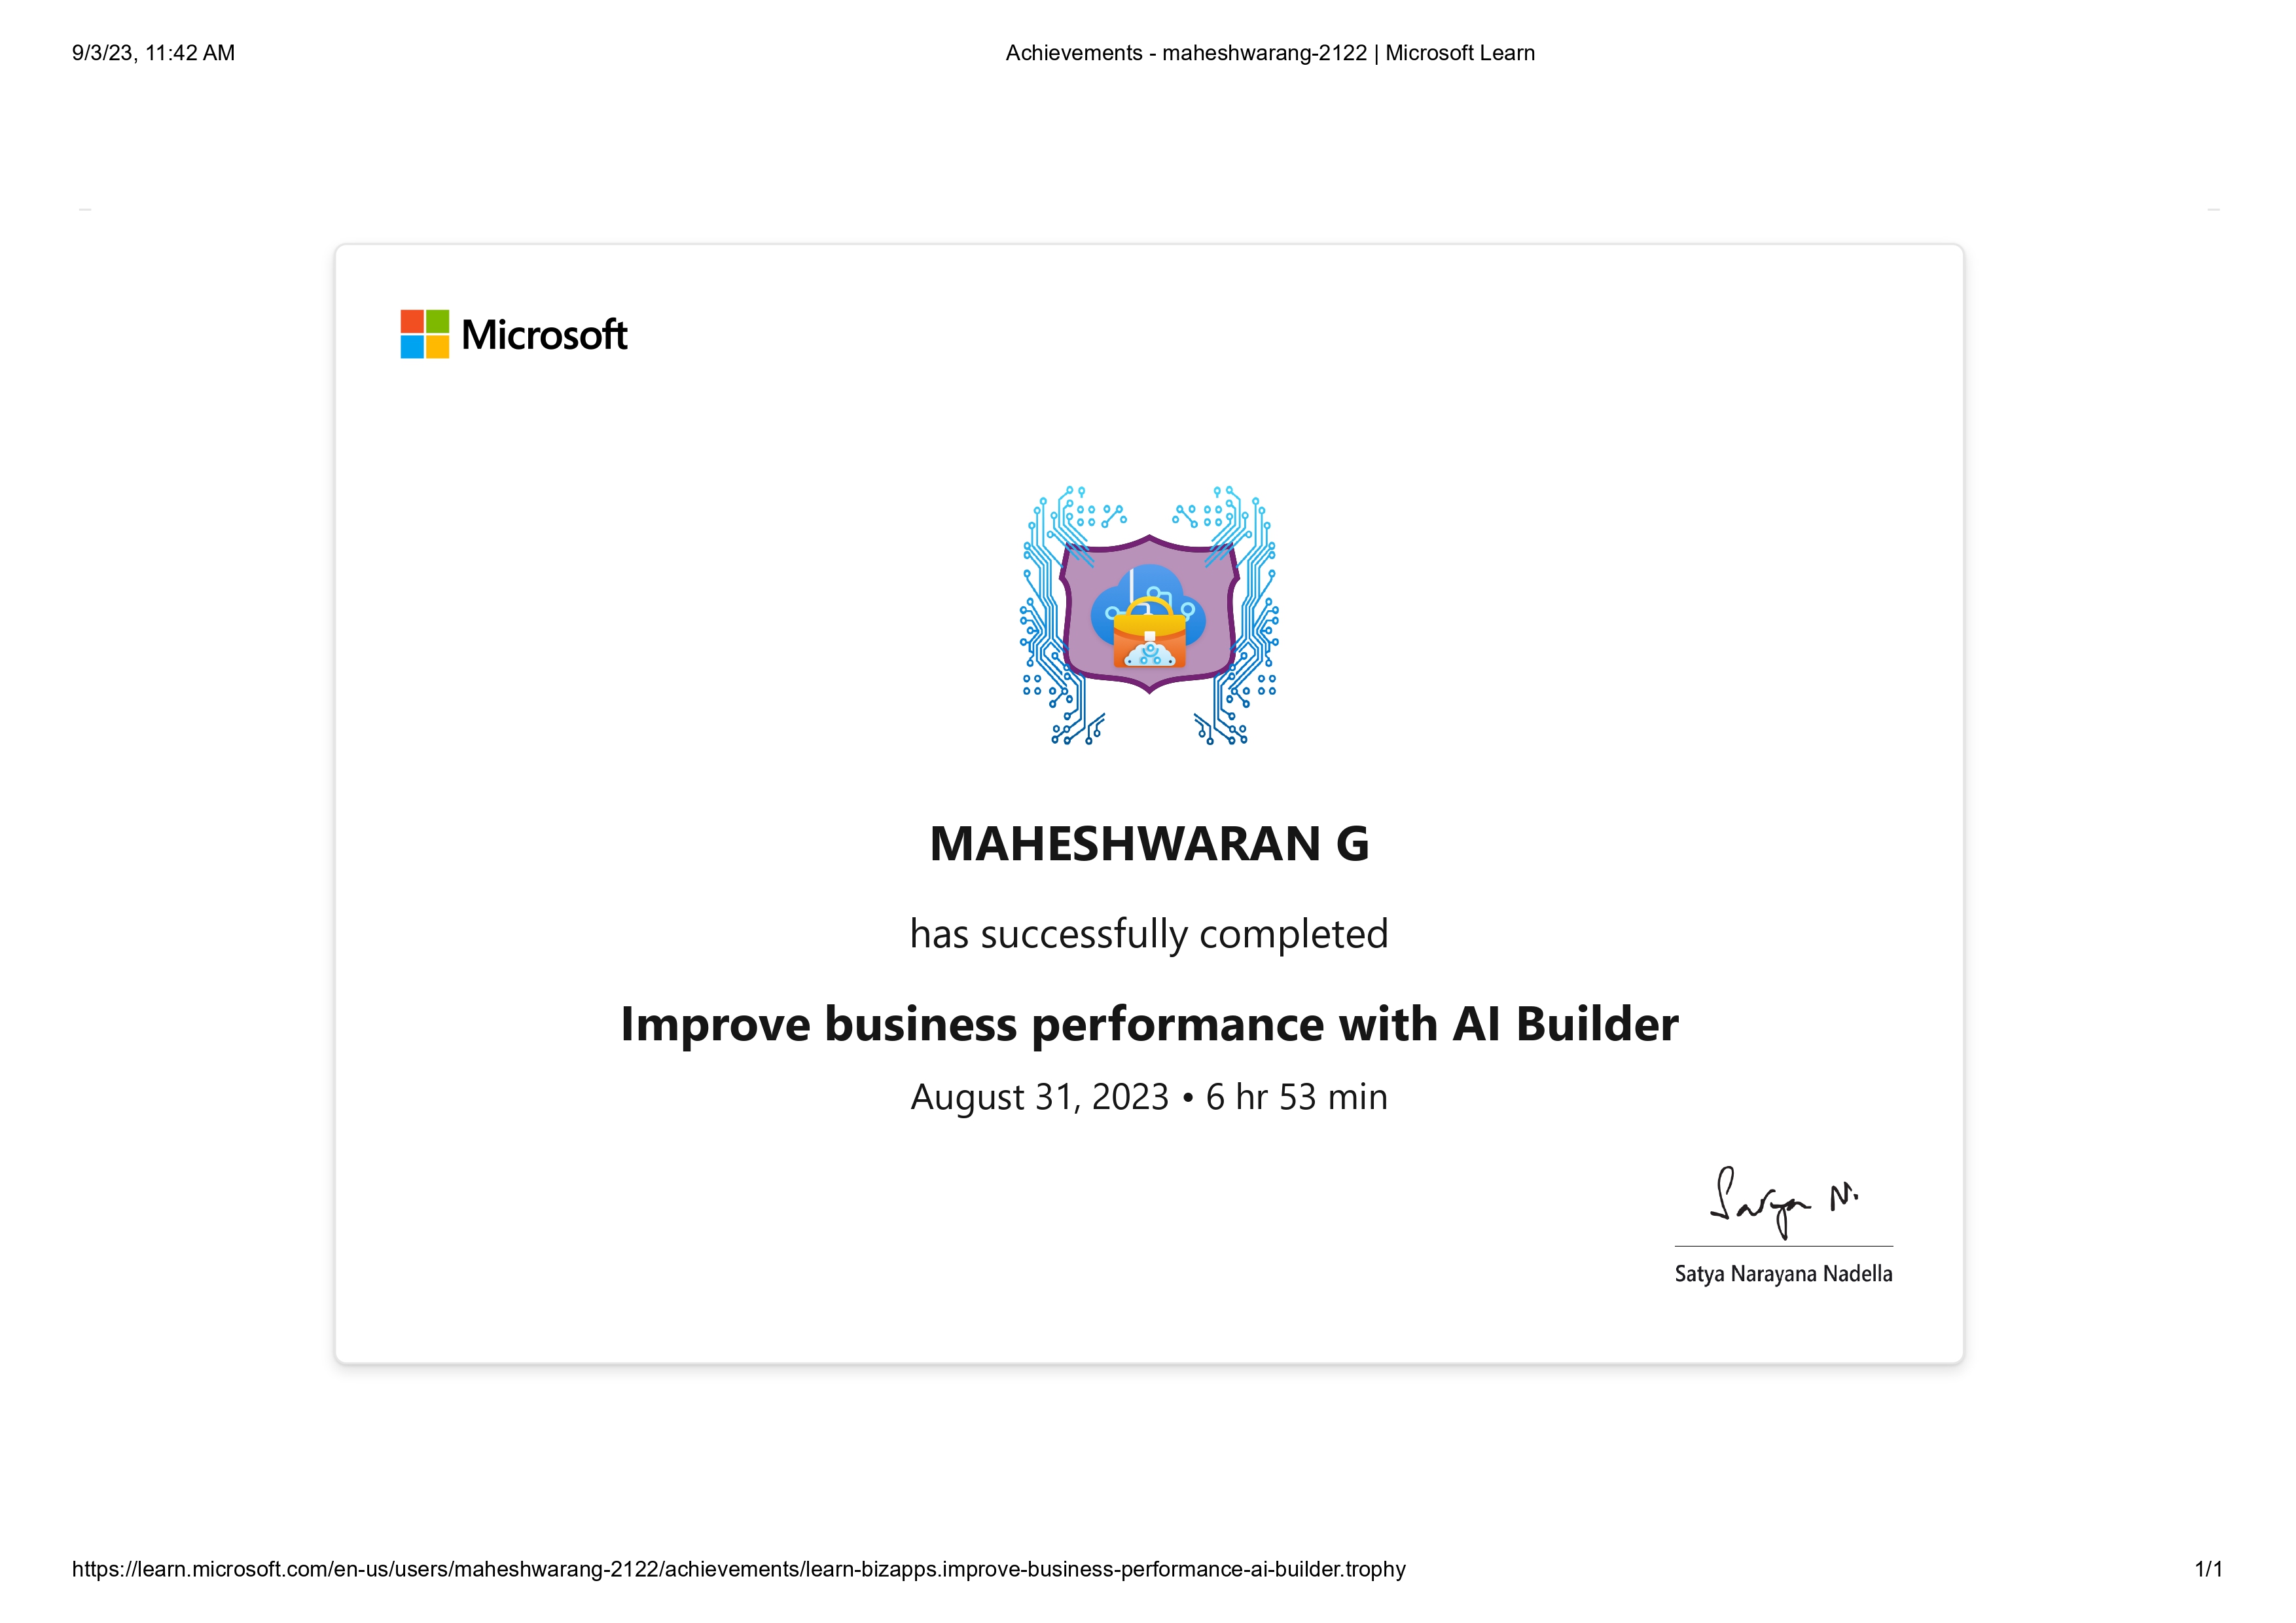 9/3/23, 11:42 AM
Achievements - maheshwarang-2122 | Microsoft Learn
Microsoft
MAHESHWARAN G
has successfully completed
Improve business performance with AI Builder
August 31, 2023 • 6 hr 53 min
Satya N.
Satya Narayana Nadella
https://learn.microsoft.com/en-us/users/maheshwarang-2122/achievements/learn-bizapps.improve-business-performance-ai-builder.trophy
1/1